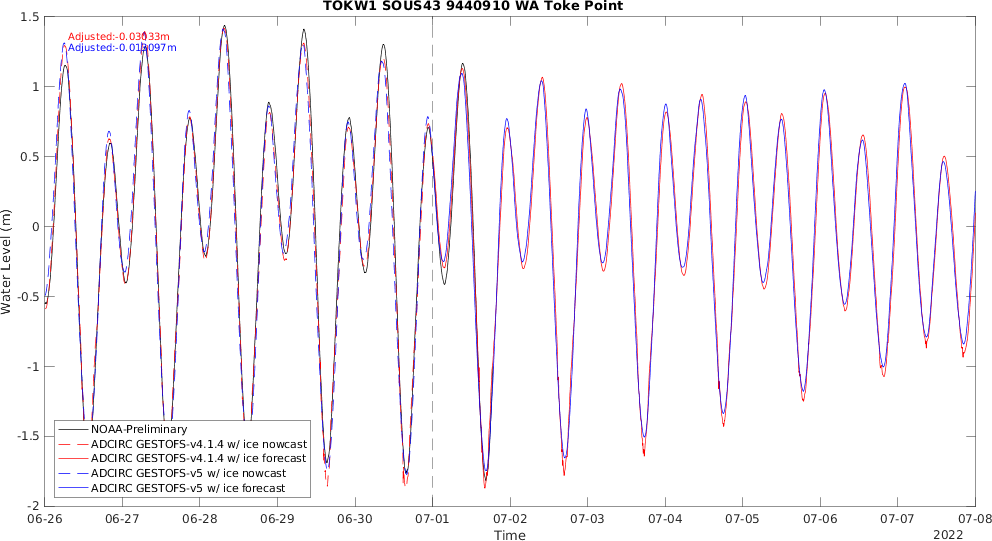 TOKW1 SOUS43 9440910 WA Toke Point
Adjusted:-0.03033m
Adjusted:-0.013097m
Water Level (m)
1.5
1
0.5
0
-0.5
-1
-1.5
-2
NOAA-Preliminary
ADCIRC GESTOFS-v4.1.4 w/ ice nowcast
ADCIRC GESTOFS-v4.1.4 w/ ice forecast
ADCIRC GESTOFS-v5 w/ ice nowcast
ADCIRC GESTOFS-v5 w/ ice forecast
06-26 06-27 06-28 06-29 06-30 07-01 07-02 07-03 07-04 07-05 07-06 07-07 07-08
Time
2022